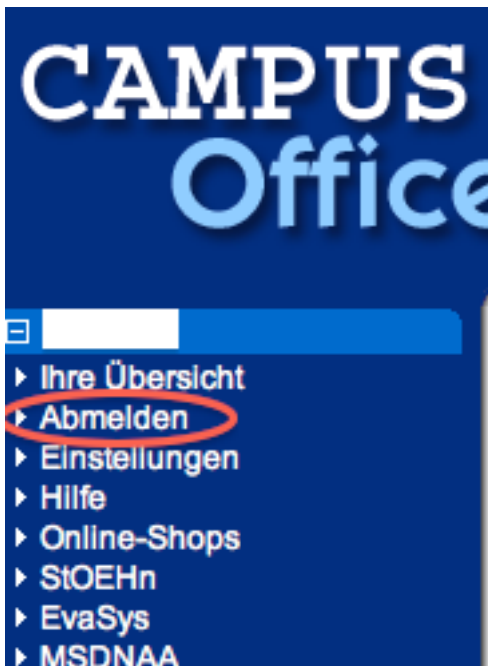 CAMPUS
Office
Ihre Übersicht
Abmelden
Einstellungen
Hilfe
Online-Shops
StOEHn
EvaSys
MSDNAA